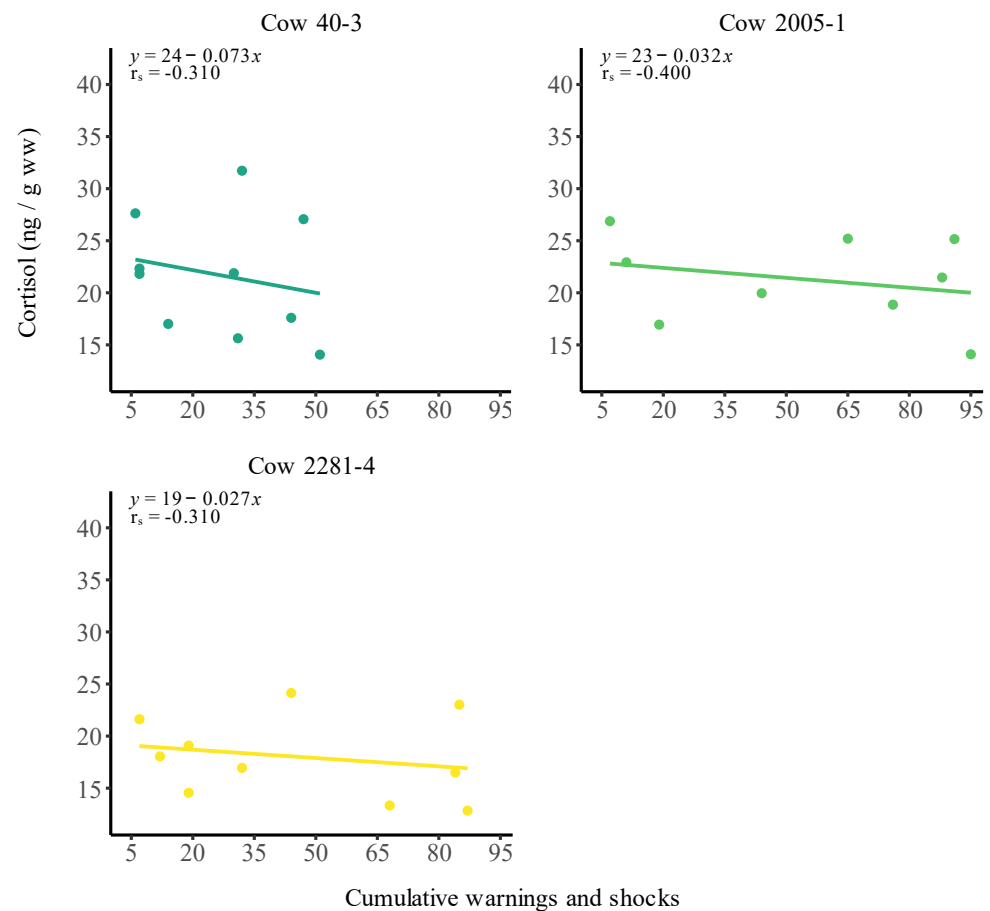 Cow 40-3
y = 24 − 0.073x
rs = -0.310
40
35
30
25
20
15
5 20 35 50 65 80 95
Cow 2005-1
y = 23 − 0.032x
rs = -0.400
40
35
30
25
20
15
5 20 35 50 65 80 95
Cow 2281-4
y = 19 − 0.027x
rs = -0.310
40
35
30
25
20
15
5 20 35 50 65 80 95
Cortisol (ng / g ww)
Cumulative warnings and shocks